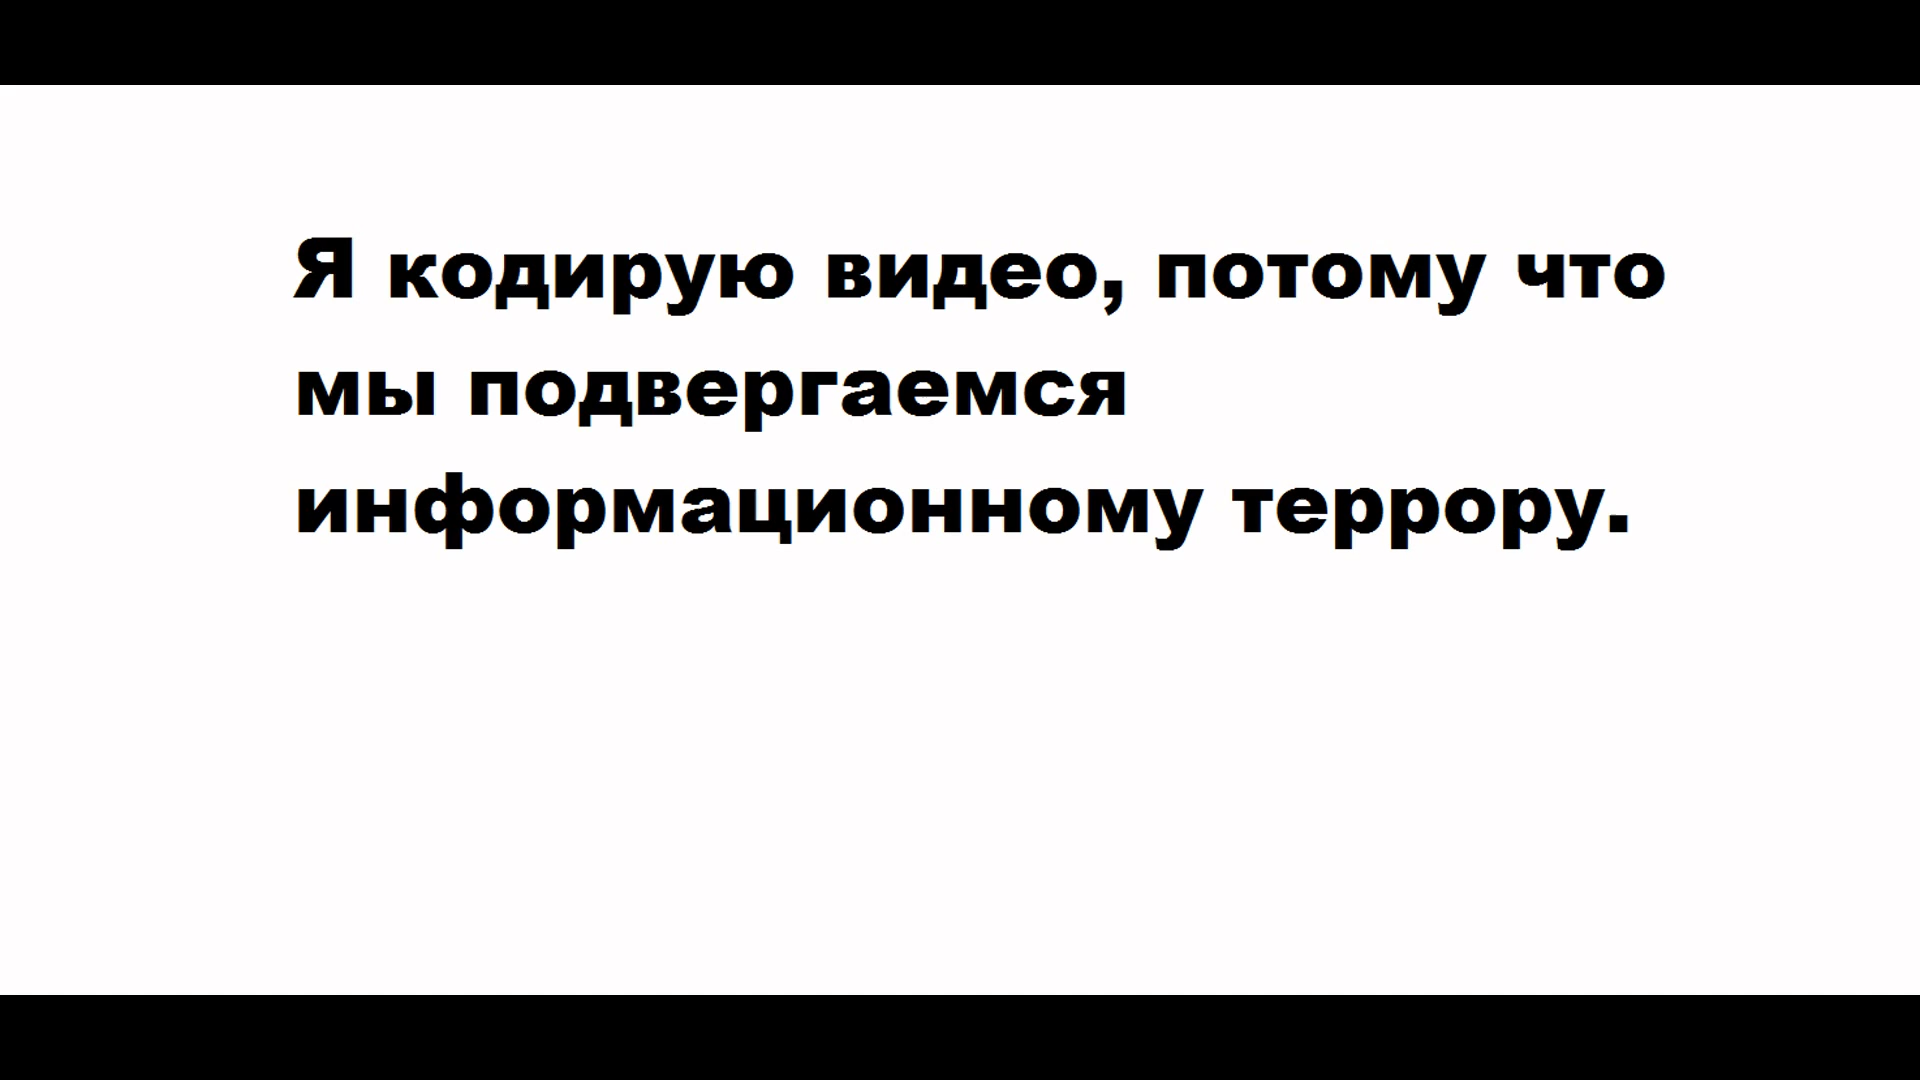 Я кодирую видео, потому что
мы подвергаемся
информационному террору.